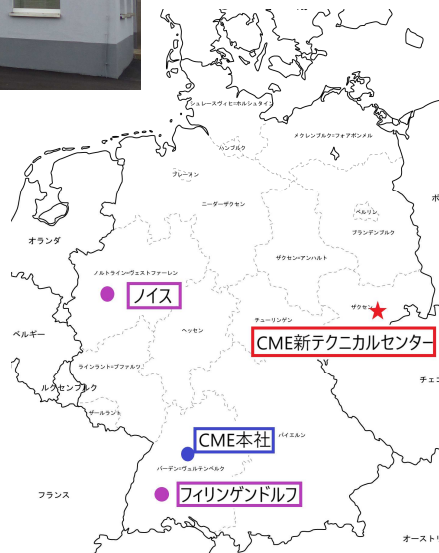 シュレースヴィヒ=ホルシュタイン
メクレンブルク=フォアポンメル
ハンブルク
ブレーメン
ニーダーザクセン
ベルリン
ブランデンブルク
オランダ
ザクセン=アンハルト
ノルトライン=ヴェストファーレン
ノイス
ザクセン
テューリンゲン
ベルギー
ヘッセン
CME新テクニカルセンター
ラインラント=プファルツ
ルクセンブルク
チェ
ザールラント
CME本社
バイエルン
バーデン=ヴュルテンベルク
フランス
フィリンゲンドルフ
オースト